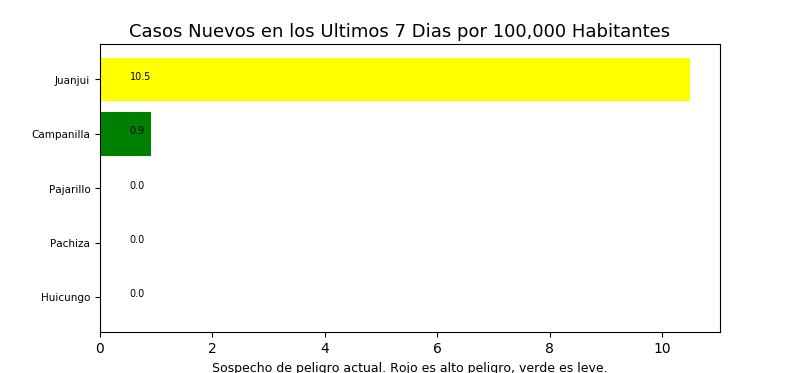 Casos Nuevos en los Ultimos 7 Dias por 100,000 Habitantes
Juanjui 10.5
Campanilla 0.9
Pajarillo 0.0
Pachiza 0.0
Huicungo 0.0
0 2 4 6 8 10
Sospecho de peligro actual. Rojo es alto peligro, verde es leve.